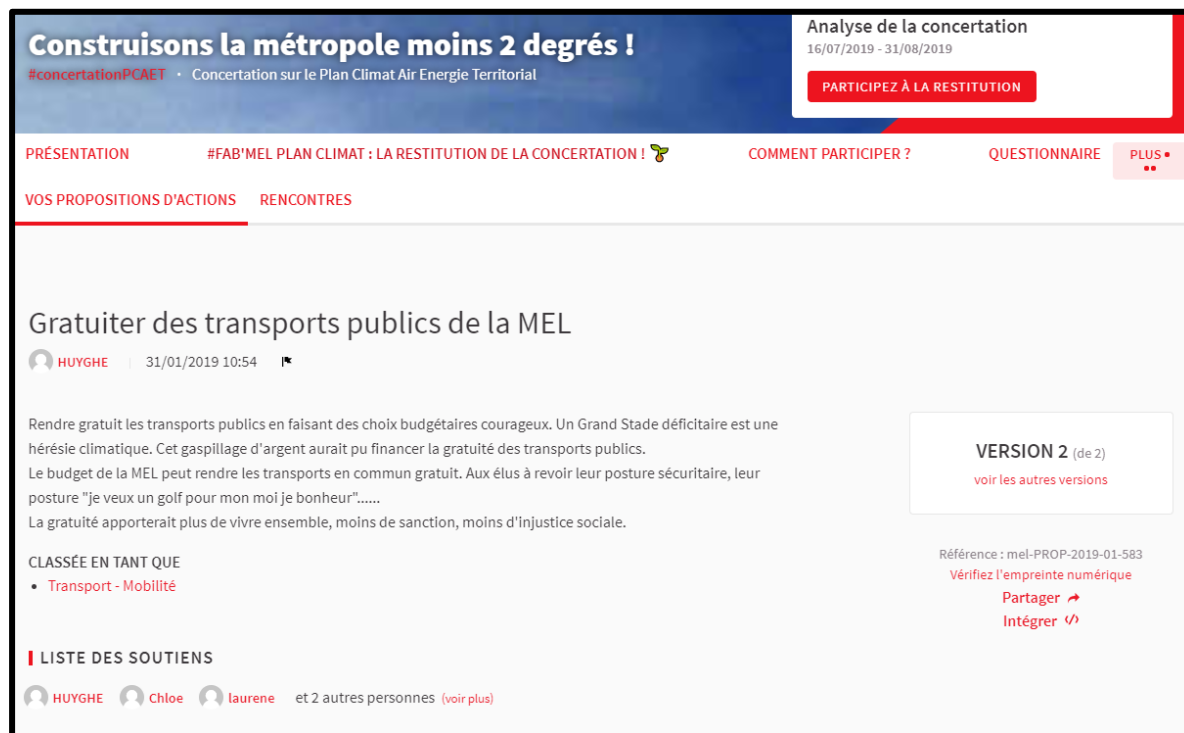 Construisons la métropole moins 2 degrés !
#concertationPCAET • Concertation sur le Plan Climat Air Energie Territorial
Analyse de la concertation
16/07/2019 - 31/08/2019
PARTICIPEZ À LA RESTITUTION
PRÉSENTATION #FAB'MEL PLAN CLIMAT : LA RESTITUTION DE LA CONCERTATION ! COMMENT PARTICIPER ? QUESTIONNAIRE PLUS
VOS PROPOSITIONS D'ACTIONS RENCONTRES
Gratuiter des transports publics de la MEL
HUYGHE 31/01/2019 10:54
Rendre gratuit les transports publics en faisant des choix budgétaires courageux. Un Grand Stade déficitaire est une
hérésie climatique. Cet gaspillage d'argent aurait pu financer la gratuité des transports publics.
Le budget de la MEL peut rendre les transports en commun gratuit. Aux élus à revoir leur posture sécuritaire, leur
posture "je veux un golf pour mon moi je bonheur"......
La gratuité apporterait plus de vivre ensemble, moins de sanction, moins d'injustice sociale.
CLASSÉE EN TANT QUE
• Transport - Mobilité
VERSION 2 (de 2)
voir les autres versions
Référence : mel-PROP-2019-01-583
Vérifiez l'empreinte numérique
Partager
Intégrer
LISTE DES SOUTIENS
HUYGHE Chloe laurene et 2 autres personnes (voir plus)